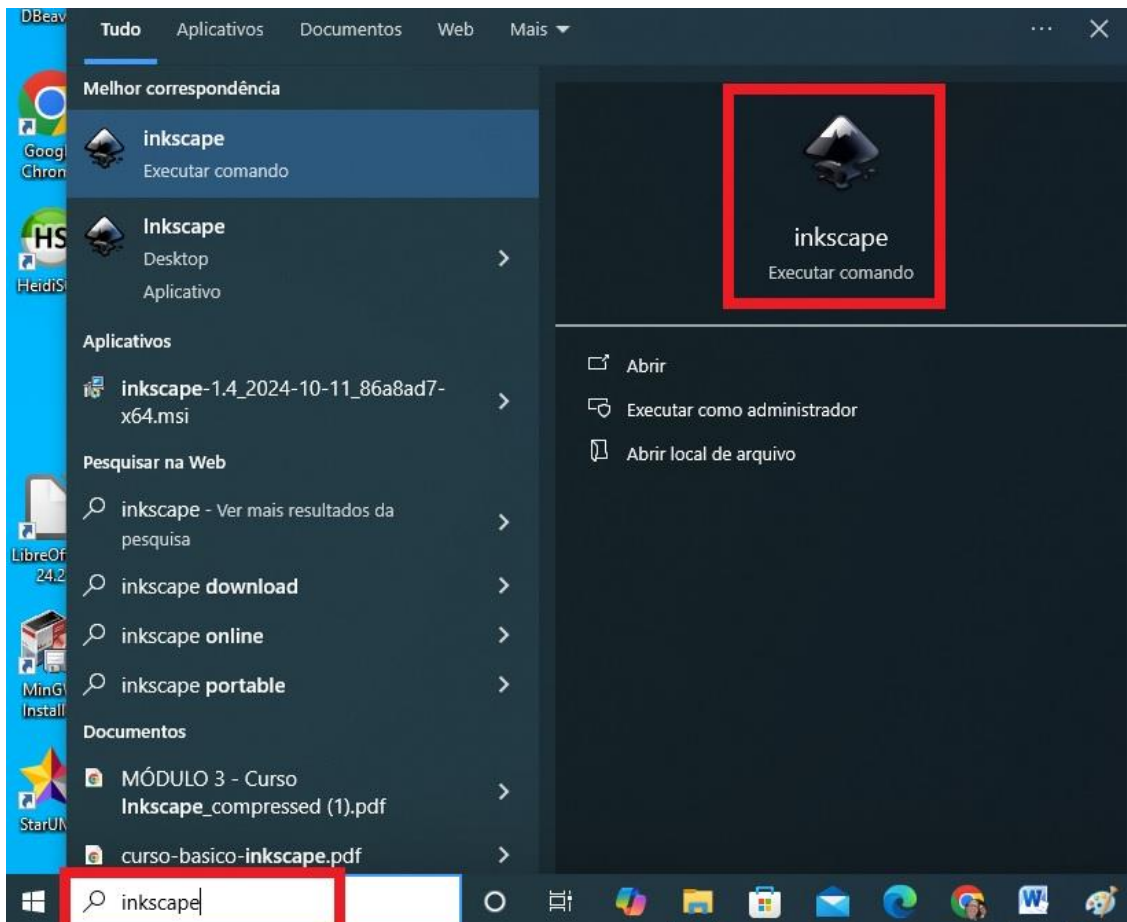 DBeav
Tudo Aplicativos Documentos Web Mais
Melhor correspondência
inkscape
Executar comando
Inkscape
Desktop
Aplicativo
Aplicativos
inkscape-1.4_2024-10-11_86a8ad7-
x64.msi
Pesquisar na Web
inkscape - Ver mais resultados da
pesquisa
inkscape download
inkscape online
inkscape portable
Documentos
MÓDULO 3 - Curso
Inkscape_compressed (1).pdf
curso-basico-inkscape.pdf
inkscape
inkscape
Executar comando
Abrir
Executar como administrador
Abrir local de arquivo
Googl
Chrom
HS
HeidiS
LibreOf
24.2
MinG
Install
StarUM
W